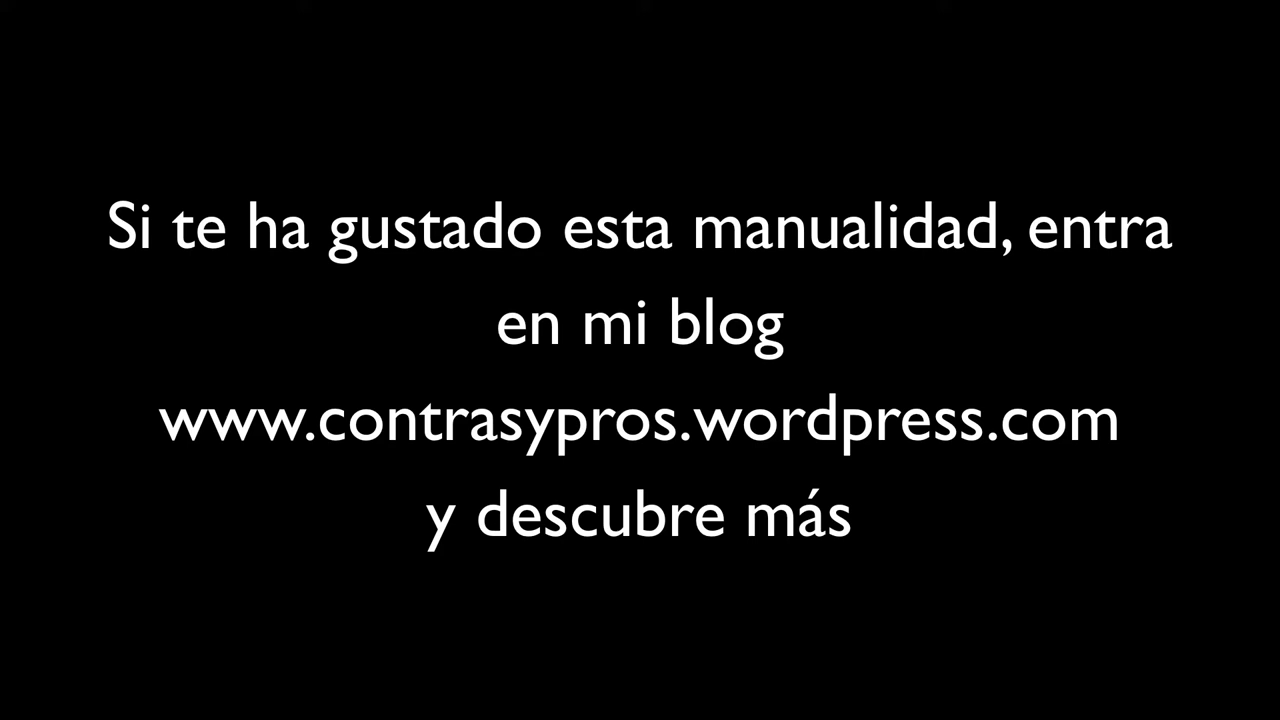 Si te ha gustado esta manualidad, entra
en mi blog
www.contrasypros.wordpress.com
y descubre más